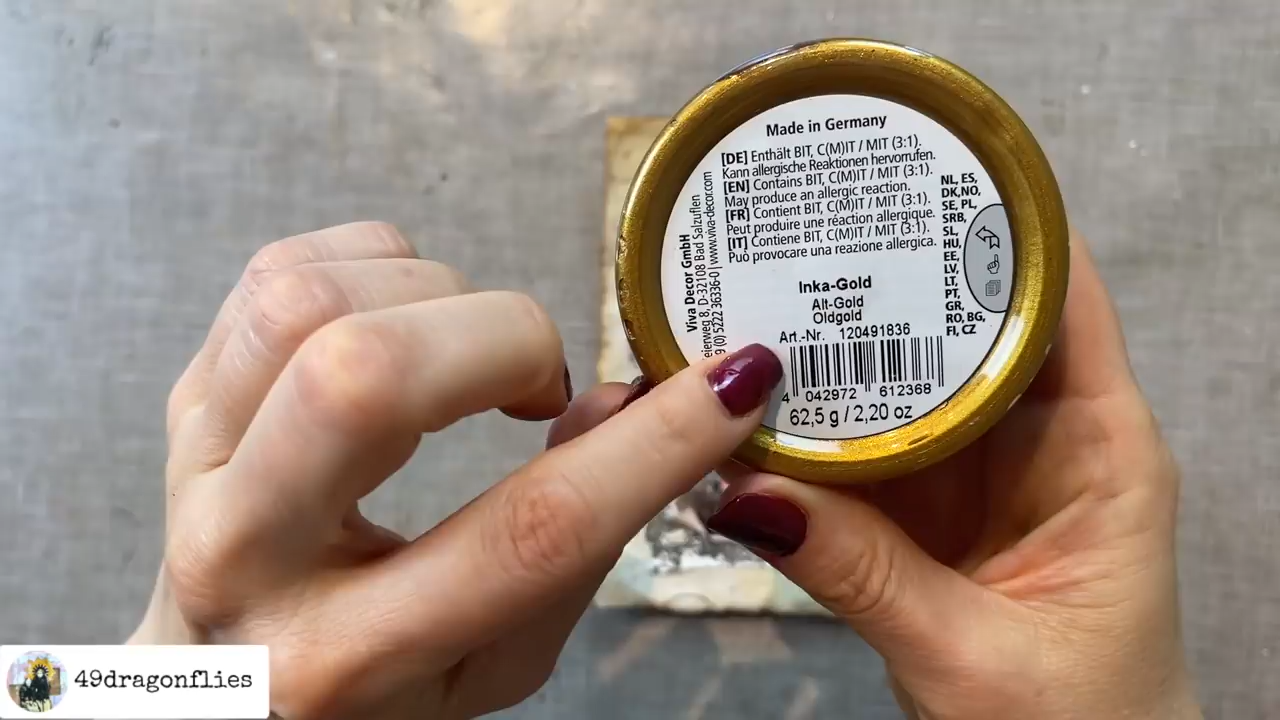 Made in Germany
[DE] Enthält BIT, C(M)IT / MIT (3:1).
Kann allergische Reaktionen hervorrufen.
[EN] Contains BIT, C(M)IT / MIT (3:1).
May produce an allergic reaction.
[FR] Contient BIT, C(M)IT / MIT (3:1).
Peut produire une réaction allergique.
[IT] Contiene BIT, C(M)IT / MIT (3:1).
Può provocare una reazione allergica.
Viva Decor GmbH
8, D-32108 Bad Salzuflen
(0) 5222 36336-0 | www.viva-decor.com
NL, ES,
DK,NO,
SE, PL,
SRB,
SL,
HU,
EE,
LV,
LT,
PT,
GR,
RO, BG,
FI, CZ
Inka-Gold
Alt-Gold
Oldgold
Art.-Nr. 120491836
4 042972 612368
62,5 g / 2,20 oz
49dragonflies